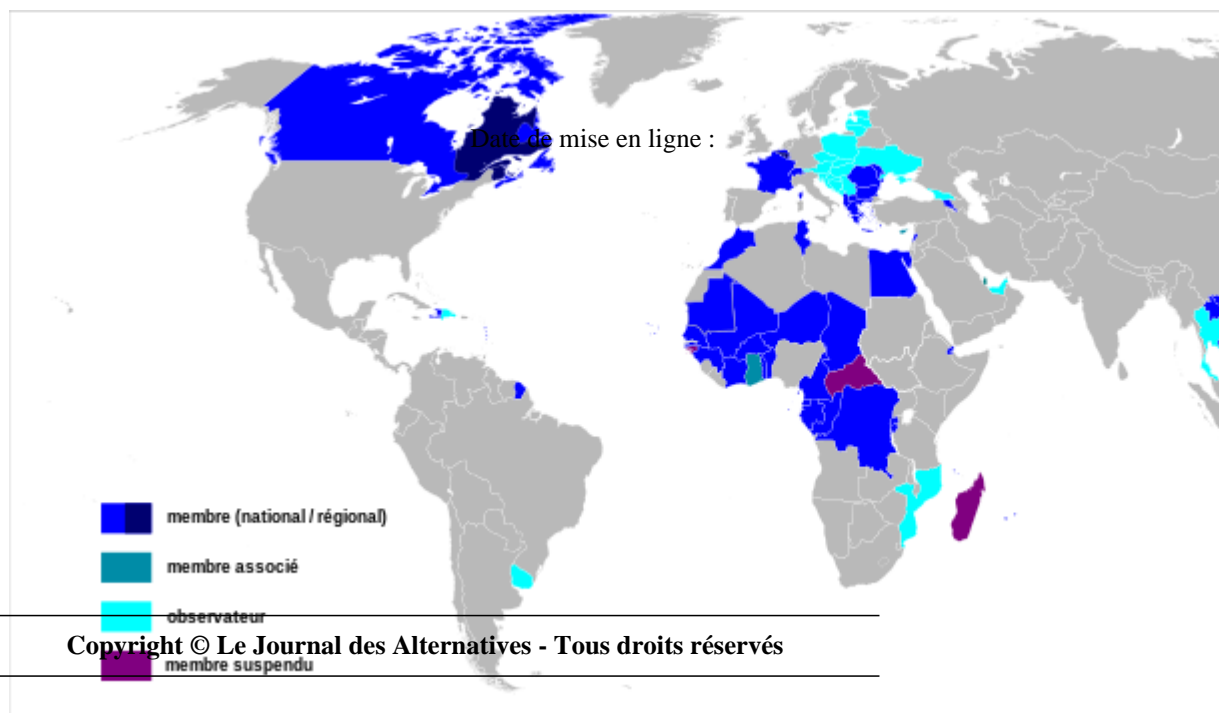 Date de mise en ligne :
membre (national / régional)
membre associé
observateur
Copyright © Le Journal des Alternatives - Tous droits réservés
membre suspendu